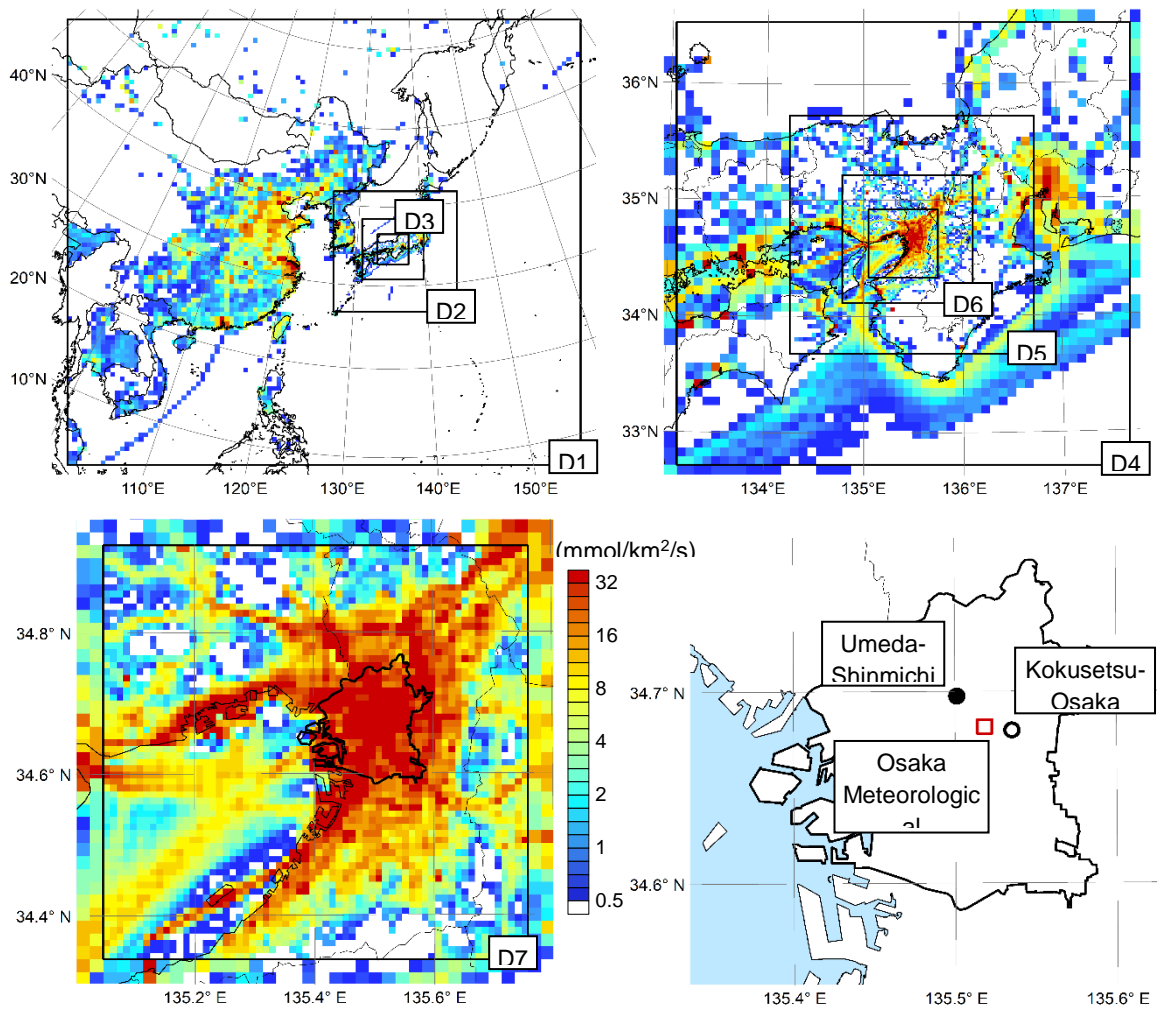 40°N
30°N
20°N
10°N
110°E
120°E
130°E
140°E
150°E
D3
D2
D1
36°N
35°N
34°N
33°N
134°E
135°E
136°E
137°E
D6
D5
D4
34.8° N
34.6° N
34.4° N
135.2° E
135.4° E
135.6° E
D7
(mmol/km²/s)
32
16
8
4
2
1
0.5
34.7° N
34.6° N
135.4° E
135.5° E
135.6° E
Umeda-
Shinmichi
Kokusetsu-
Osaka
Osaka
Meteorologic
al